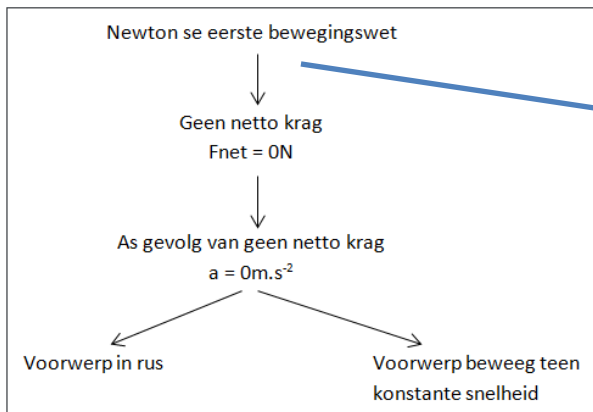 Newton se eerste bewegingswet
Geen netto krag
Fnet = 0N
As gevolg van geen netto krag
a = 0m.s⁻²
Voorwerp in rus
Voorwerp beweeg teen
konstante snelheid